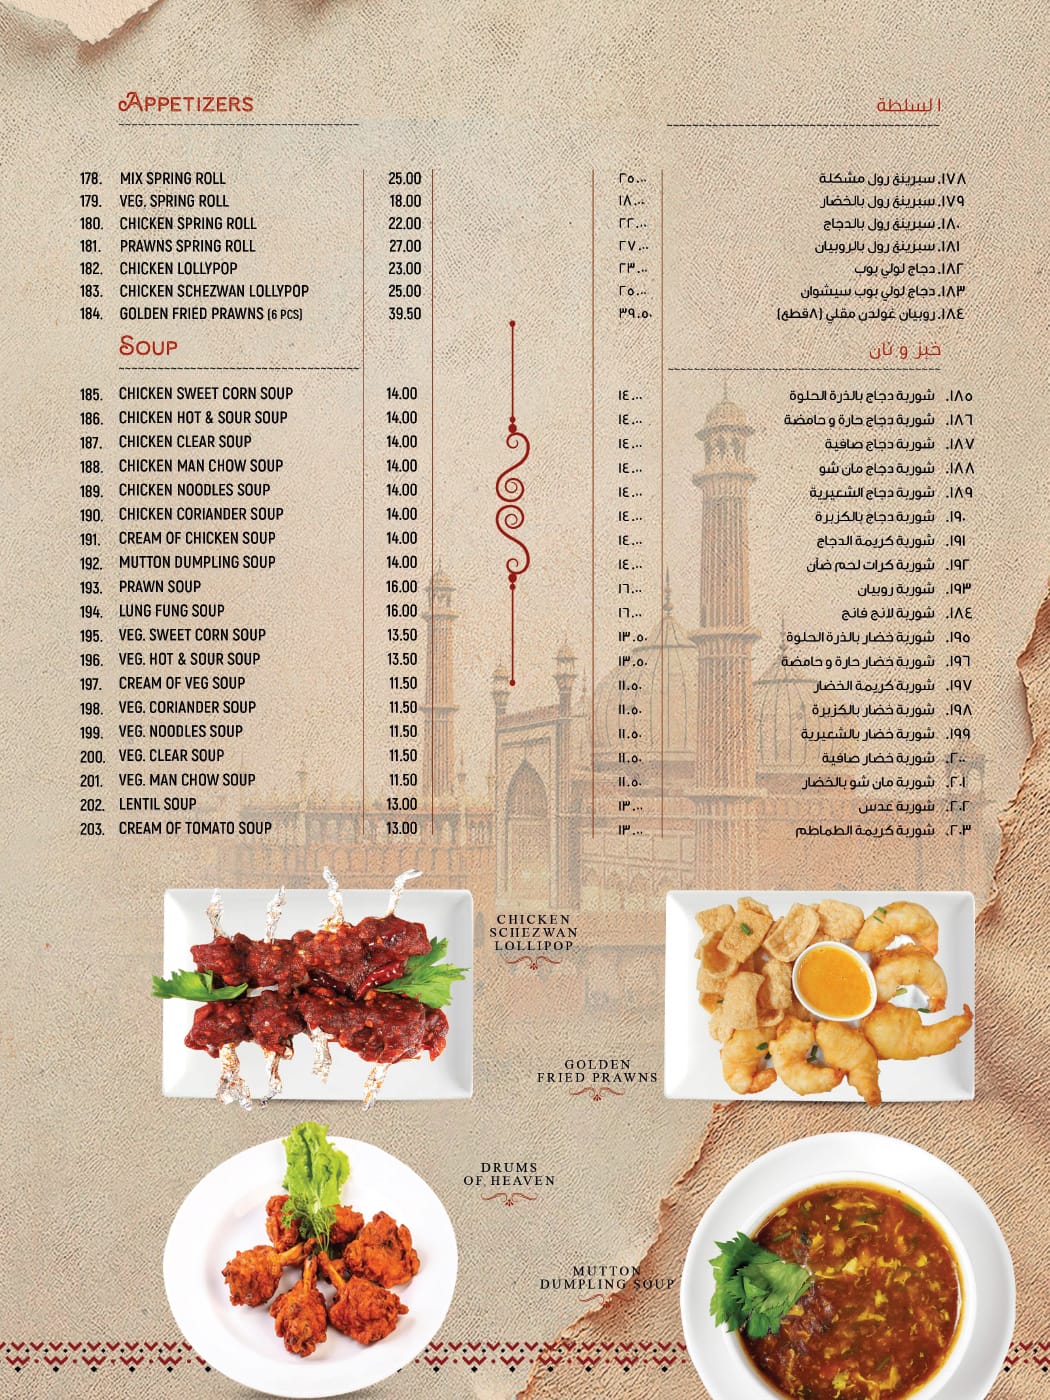 APPETIZERS
السلطة
178. MIX SPRING ROLL 25.00 ٢٥.٠٠ ١٧٨. سبرينغ رول مشكلة
179. VEG. SPRING ROLL 18.00 ١٨.٠٠ ١٧٩. سبرينغ رول بالخضار
180. CHICKEN SPRING ROLL 22.00 ٢٢.٠٠ ١٨٠. سبرينغ رول بالدجاج
181. PRAWNS SPRING ROLL 27.00 ٢٧.٠٠ ١٨١. سبرينغ رول بالروبيان
182. CHICKEN LOLLYPOP 23.00 ٢٣.٠٠ ١٨٢. دجاج لولي بوب
183. CHICKEN SCHEZWAN LOLLYPOP 25.00 ٢٥.٠٠ ١٨٣. دجاج لولي بوب سيشوان
184. GOLDEN FRIED PRAWNS (6 PCS) 39.50 ٣٩.٥٠ ١٨٤. روبيان غولدن مقلي (٨قطع)
SOUP
خبز و نان
185. CHICKEN SWEET CORN SOUP 14.00 ١٤.٠٠ ١٨٥. شوربة دجاج بالذرة الحلوة
186. CHICKEN HOT & SOUR SOUP 14.00 ١٤.٠٠ ١٨٦. شوربة دجاج حارة و حامضة
187. CHICKEN CLEAR SOUP 14.00 ١٤.٠٠ ١٨٧. شوربة دجاج صافية
188. CHICKEN MAN CHOW SOUP 14.00 ١٤.٠٠ ١٨٨. شوربة دجاج مان شو
189. CHICKEN NOODLES SOUP 14.00 ١٤.٠٠ ١٨٩. شوربة دجاج الشعيرية
190. CHICKEN CORIANDER SOUP 14.00 ١٤.٠٠ ١٩٠. شوربة دجاج بالكزبرة
191. CREAM OF CHICKEN SOUP 14.00 ١٤.٠٠ ١٩١. شوربة كريمة الدجاج
192. MUTTON DUMPLING SOUP 14.00 ١٤.٠٠ ١٩٢. شوربة كرات لحم ضأن
193. PRAWN SOUP 16.00 ١٦.٠٠ ١٩٣. شوربة روبيان
194. LUNG FUNG SOUP 16.00 ١٦.٠٠ ١٨٤. شوربة لانج فانج
195. VEG. SWEET CORN SOUP 13.50 ١٣.٥٠ ١٩٥. شوربة خضار بالذرة الحلوة
196. VEG. HOT & SOUR SOUP 13.50 ١٣.٥٠ ١٩٦. شوربة خضار حارة و حامضة
197. CREAM OF VEG SOUP 11.50 ١١.٥٠ ١٩٧. شوربة كريمة الخضار
198. VEG. CORIANDER SOUP 11.50 ١١.٥٠ ١٩٨. شوربة خضار بالكزبرة
199. VEG. NOODLES SOUP 11.50 ١١.٥٠ ١٩٩. شوربة خضار بالشعيرية
200. VEG. CLEAR SOUP 11.50 ١١.٥٠ ٢٠٠. شوربة خضار صافية
201. VEG. MAN CHOW SOUP 11.50 ١١.٥٠ ٢٠١. شوربة مان شو بالخضار
202. LENTIL SOUP 13.00 ١٣.٠٠ ٢٠٢. شوربة عدس
203. CREAM OF TOMATO SOUP 13.00 ١٣.٠٠ ٢٠٣. شوربة كريمة الطماطم
CHICKEN
SCHEZWAN
LOLLIPOP
GOLDEN
FRIED PRAWNS
DRUMS
OF HEAVEN
MUTTON
DUMPLING SOUP